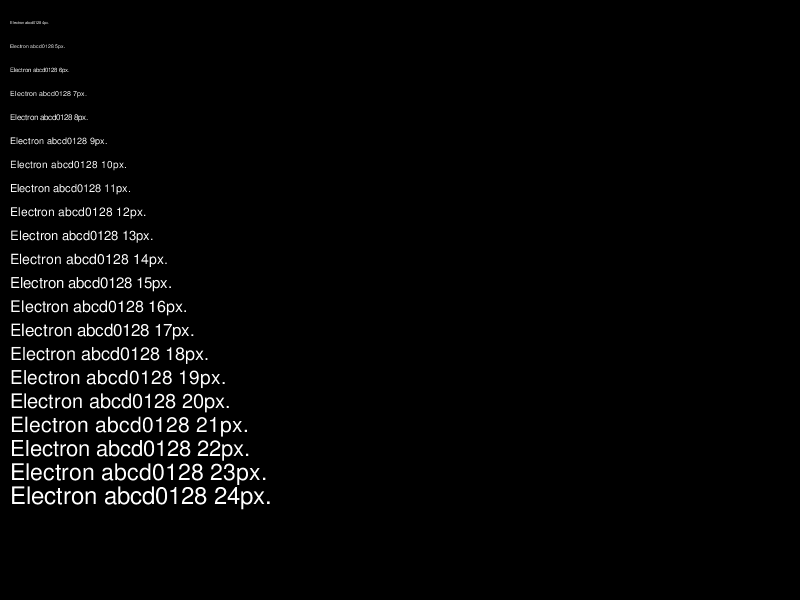 Electron abcd0128 4px.
Electron abcd0128 5px.
Electron abcd0128 6px.
Electron abcd0128 7px.
Electron abcd0128 8px.
Electron abcd0128 9px.
Electron abcd0128 10px.
Electron abcd0128 11px.
Electron abcd0128 12px.
Electron abcd0128 13px.
Electron abcd0128 14px.
Electron abcd0128 15px.
Electron abcd0128 16px.
Electron abcd0128 17px.
Electron abcd0128 18px.
Electron abcd0128 19px.
Electron abcd0128 20px.
Electron abcd0128 21px.
Electron abcd0128 22px.
Electron abcd0128 23px.
Electron abcd0128 24px.